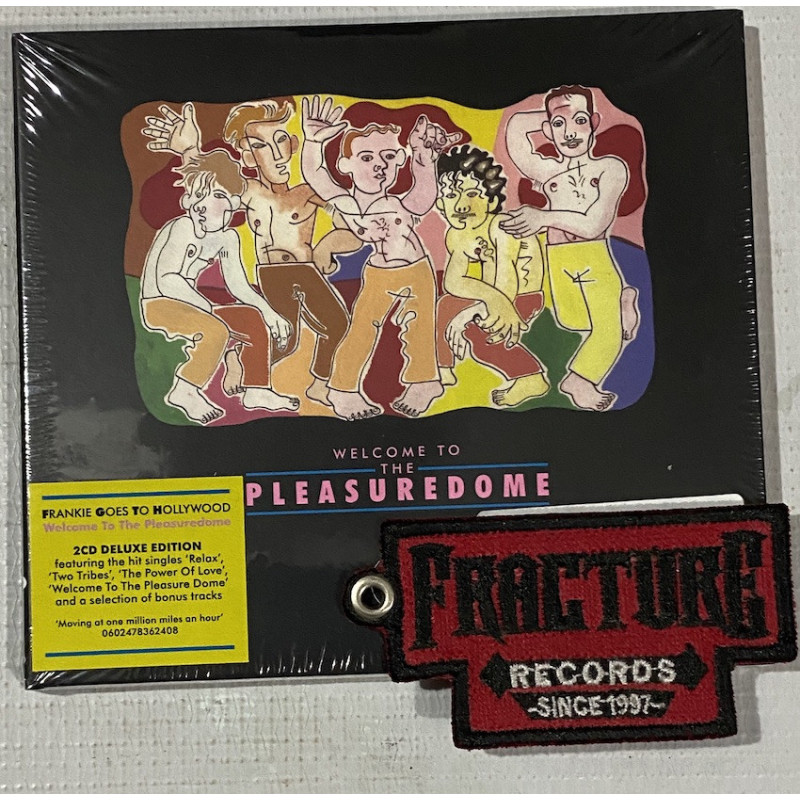 WELCOME TO
THE
PLEASUREDOME
FRANKIE GOES TO HOLLYWOOD
Welcome To The Pleasuredome
2CD DELUXE EDITION
featuring the hit singles ‘Relax’,
‘Two Tribes’, ‘The Power Of Love’,
‘Welcome To The Pleasure Dome’
and a selection of bonus tracks
‘Moving at one million miles an hour’
0602478362408
FRACTURE
RECORDS
-SINCE 1997-